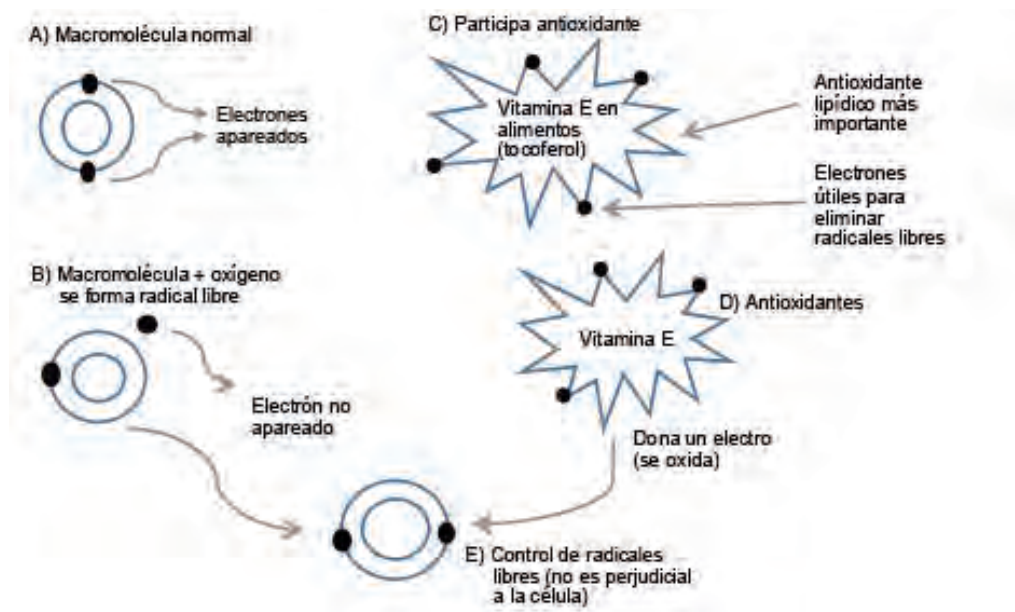 A) Macromolécula normal
Electrones
apareados
B) Macromolécula + oxígeno
se forma radical libre
Electrón no
apareado
C) Participa antioxidante
Vitamina E en
alimentos
(tocoferol)
Antioxidante
lipídico más
importante
Electrones
útiles para
eliminar
radicales libres
D) Antioxidantes
Vitamina E
Dona un electro
(se oxida)
E) Control de radicales
libres (no es perjudicial
a la célula)